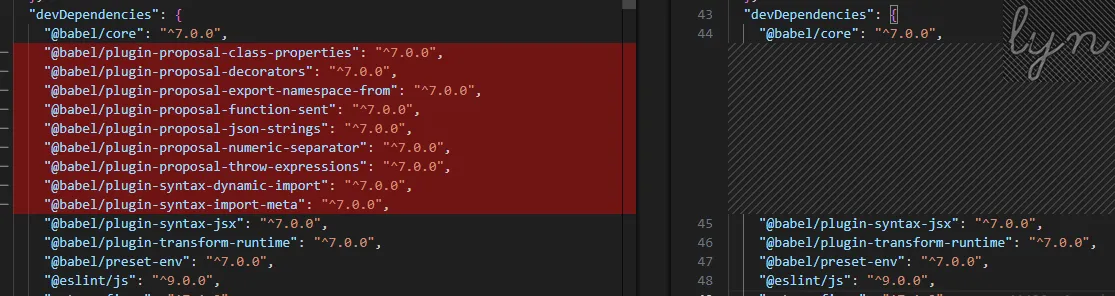 "devDependencies": {
"@babel/core": "^7.0.0",
"@babel/plugin-proposal-class-properties": "^7.0.0",
"@babel/plugin-proposal-decorators": "^7.0.0",
"@babel/plugin-proposal-export-namespace-from": "^7.0.0",
"@babel/plugin-proposal-function-sent": "^7.0.0",
"@babel/plugin-proposal-json-strings": "^7.0.0",
"@babel/plugin-proposal-numeric-separator": "^7.0.0",
"@babel/plugin-proposal-throw-expressions": "^7.0.0",
"@babel/plugin-syntax-dynamic-import": "^7.0.0",
"@babel/plugin-syntax-import-meta": "^7.0.0",
"@babel/plugin-syntax-jsx": "^7.0.0",
"@babel/plugin-transform-runtime": "^7.0.0",
"@babel/preset-env": "^7.0.0",
"@eslint/js": "^9.0.0",
43 "devDependencies": {
44 "@babel/core": "^7.0.0",
lyn
45 "@babel/plugin-syntax-jsx": "^7.0.0",
46 "@babel/plugin-transform-runtime": "^7.0.0",
47 "@babel/preset-env": "^7.0.0",
48 "@eslint/js": "^9.0.0",